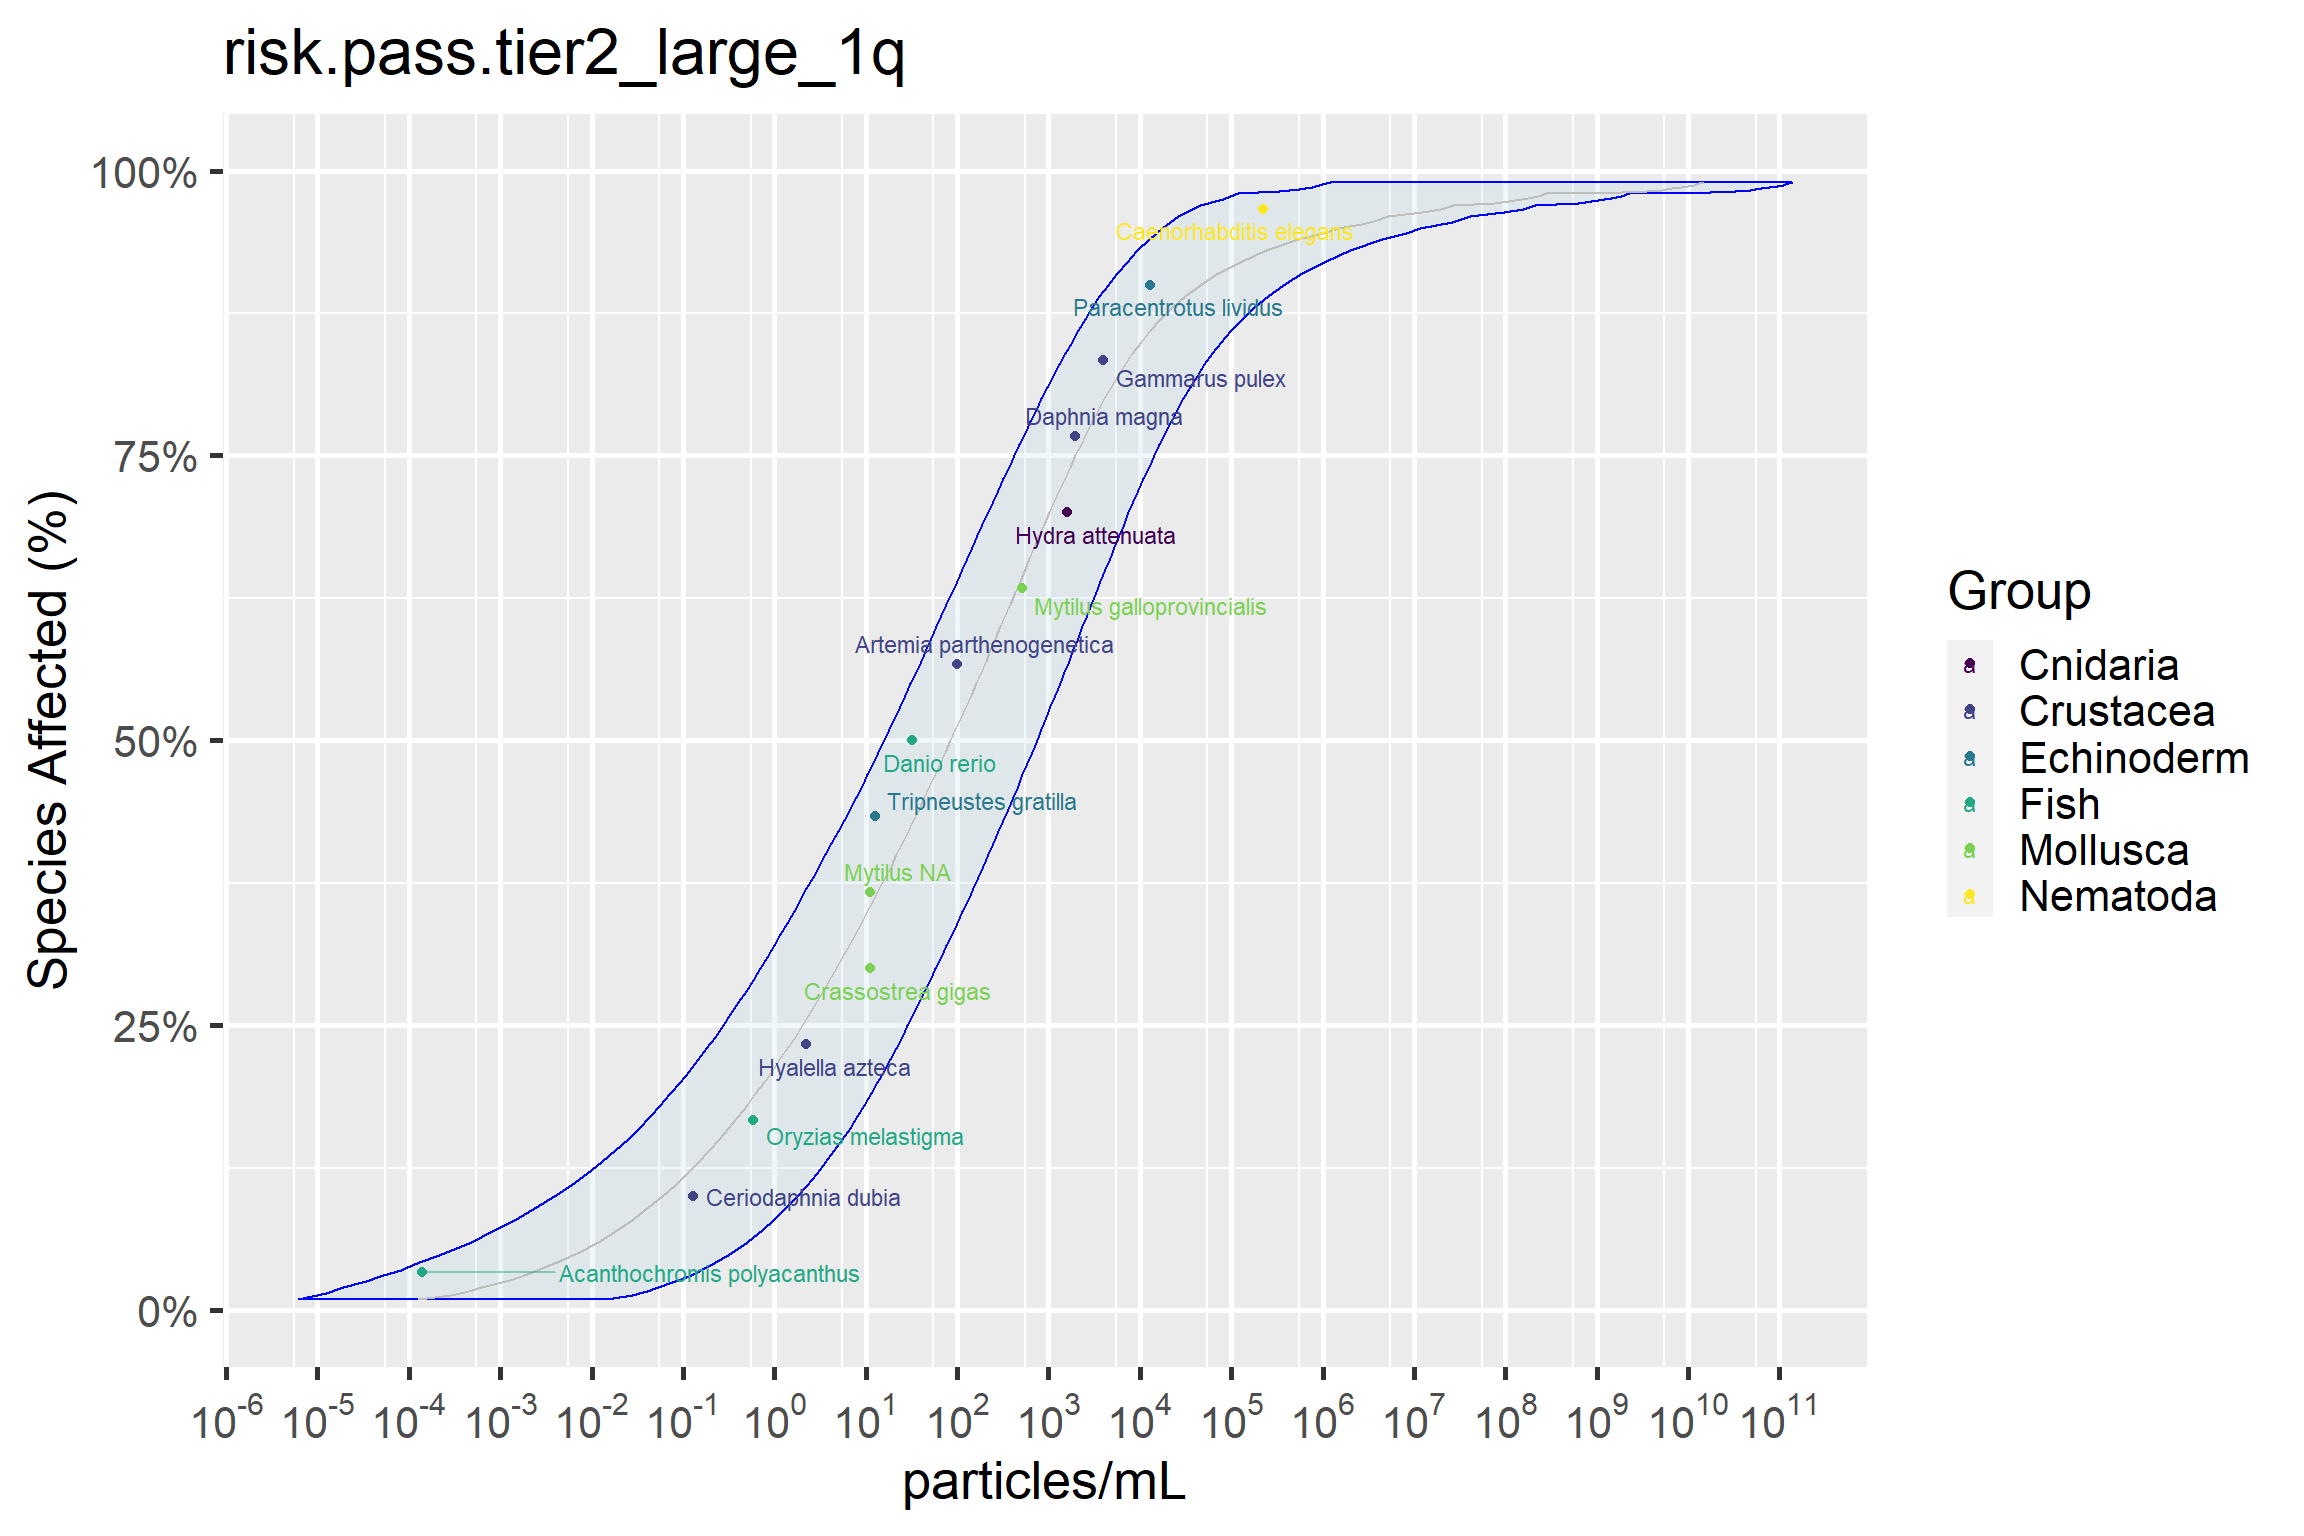 risk.pass.tier2_large_1q
Species Affected (%)
100%
75%
50%
25%
0%
Caenorhabditis elegans
Paracentrotus lividus
Gammarus pulex
Daphnia magna
Hydra attenuata
Mytilus galloprovincialis
Artemia parthenogenetica
Danio rerio
Tripneustes gratilla
Mytilus NA
Crassostrea gigas
Hyalella azteca
Oryzias melastigma
Ceriodaphnia dubia
Acanthochromis polyacanthus
10⁻⁶ 10⁻⁵ 10⁻⁴ 10⁻³ 10⁻² 10⁻¹ 10⁰ 10¹ 10² 10³ 10⁴ 10⁵ 10⁶ 10⁷ 10⁸ 10⁹ 10¹⁰ 10¹¹
particles/mL
Group
a Cnidaria
a Crustacea
a Echinoderm
a Fish
a Mollusca
a Nematoda